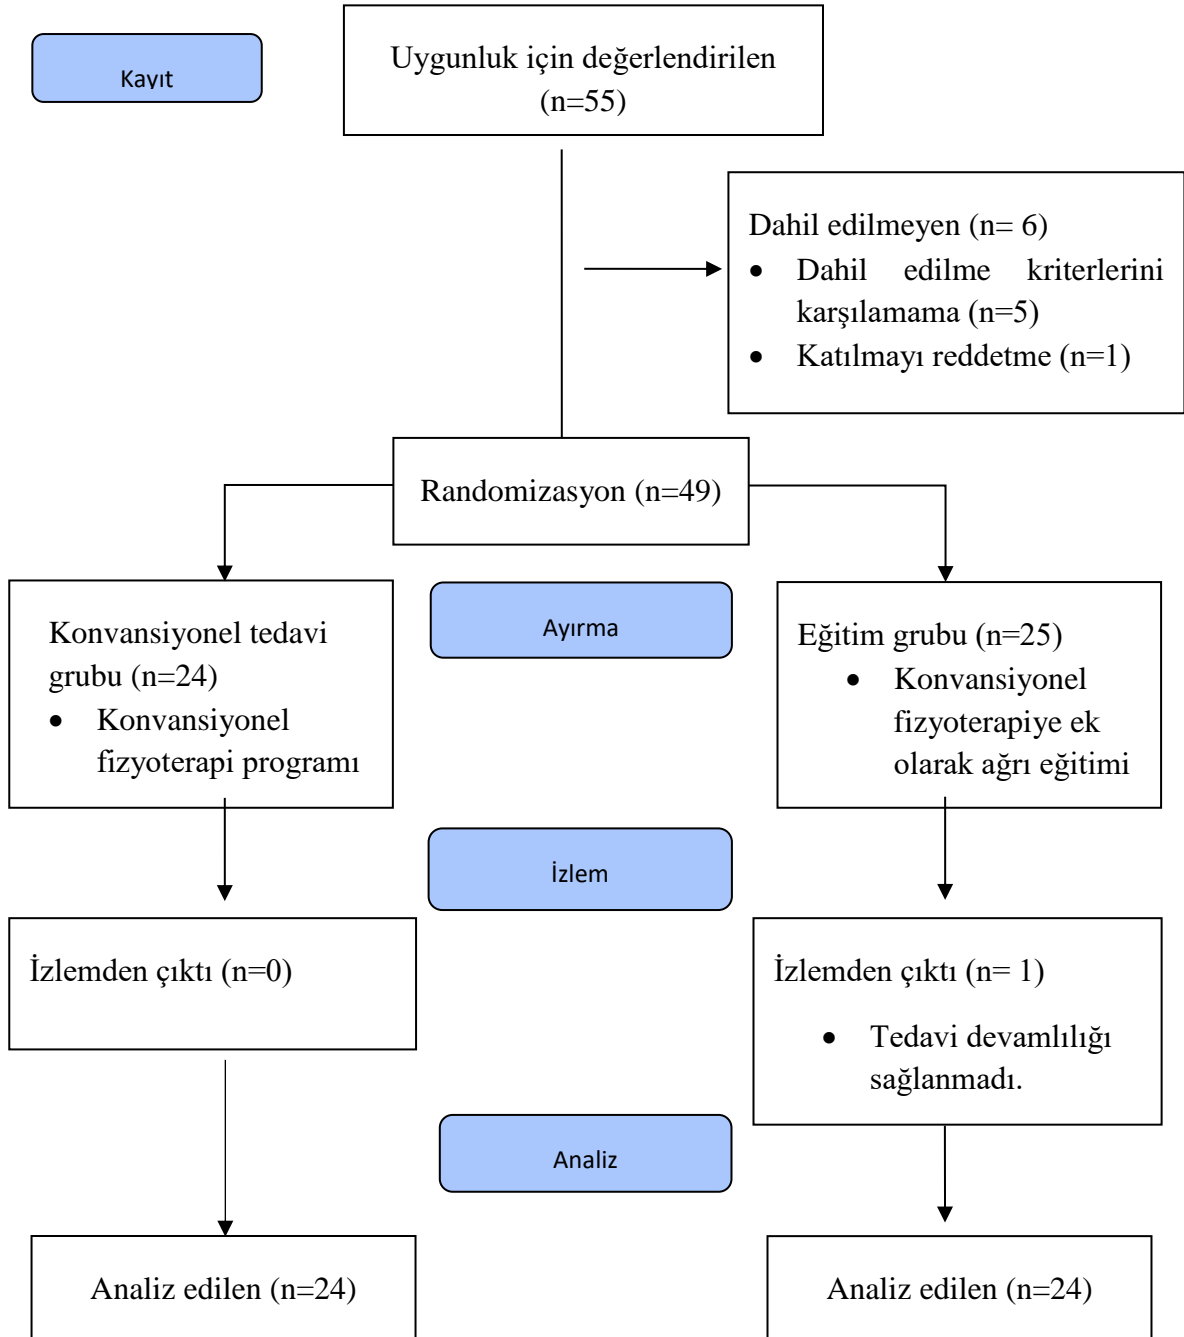 Kayıt
Uygunluk için değerlendirilen
(n=55)
Dahil edilmeyen (n= 6)
• Dahil edilme kriterlerini
karşılamama (n=5)
• Katılmayı reddetme (n=1)
Randomizasyon (n=49)
Konvansiyonel tedavi
grubu (n=24)
• Konvansiyonel
fizyoterapi programı
Ayırma
Eğitim grubu (n=25)
• Konvansiyonel
fizyoterapiye ek
olarak ağrı eğitimi
İzlem
İzlemden çıktı (n=0)
İzlemden çıktı (n= 1)
• Tedavi devamlılığı
sağlanmadı.
Analiz
Analiz edilen (n=24)
Analiz edilen (n=24)